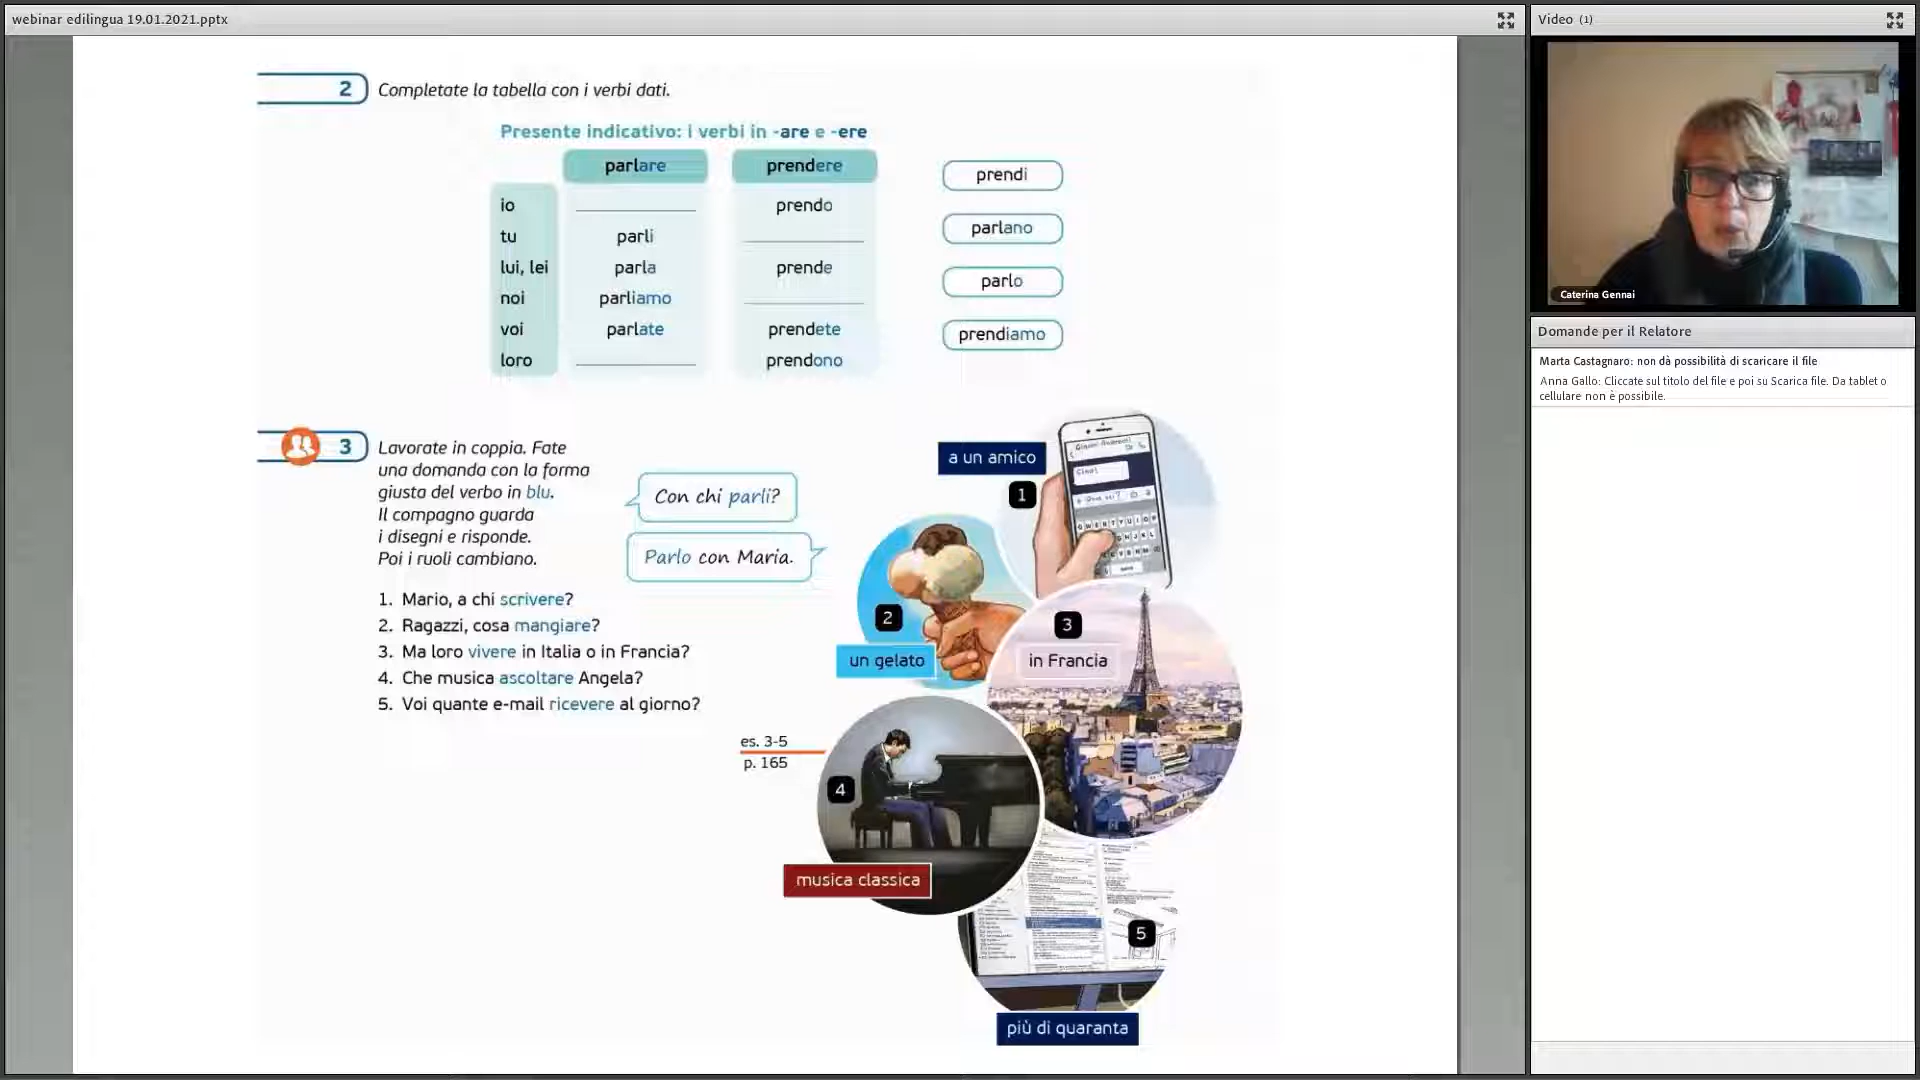 webinar edilingua 19.01.2021.pptx
2 Completate la tabella con i verbi dati.
Presente indicativo: i verbi in -are e -ere
parlare prendere
io prendo
tu parli
lui, lei parla prende
noi parliamo
voi parlate prendete
loro prendono
prendi
parlano
parlo
prendiamo
3 Lavorate in coppia. Fate
una domanda con la forma
giusta del verbo in blu.
Il compagno guarda
i disegni e risponde.
Poi i ruoli cambiano.
Con chi parli?
Parlo con Maria.
1. Mario, a chi scrivere?
2. Ragazzi, cosa mangiare?
3. Ma loro vivere in Italia o in Francia?
4. Che musica ascoltare Angela?
5. Voi quante e-mail ricevere al giorno?
es. 3-5
p. 165
a un amico
1
Ciao!
2
un gelato
3
in Francia
4
musica classica
5
più di quaranta
Video (1)
Caterina Gennai
Domande per il Relatore
Marta Castagnaro: non dà possibilità di scaricare il file
Anna Gallo: Cliccate sul titolo del file e poi su Scarica file. Da tablet o
cellulare non è possibile.